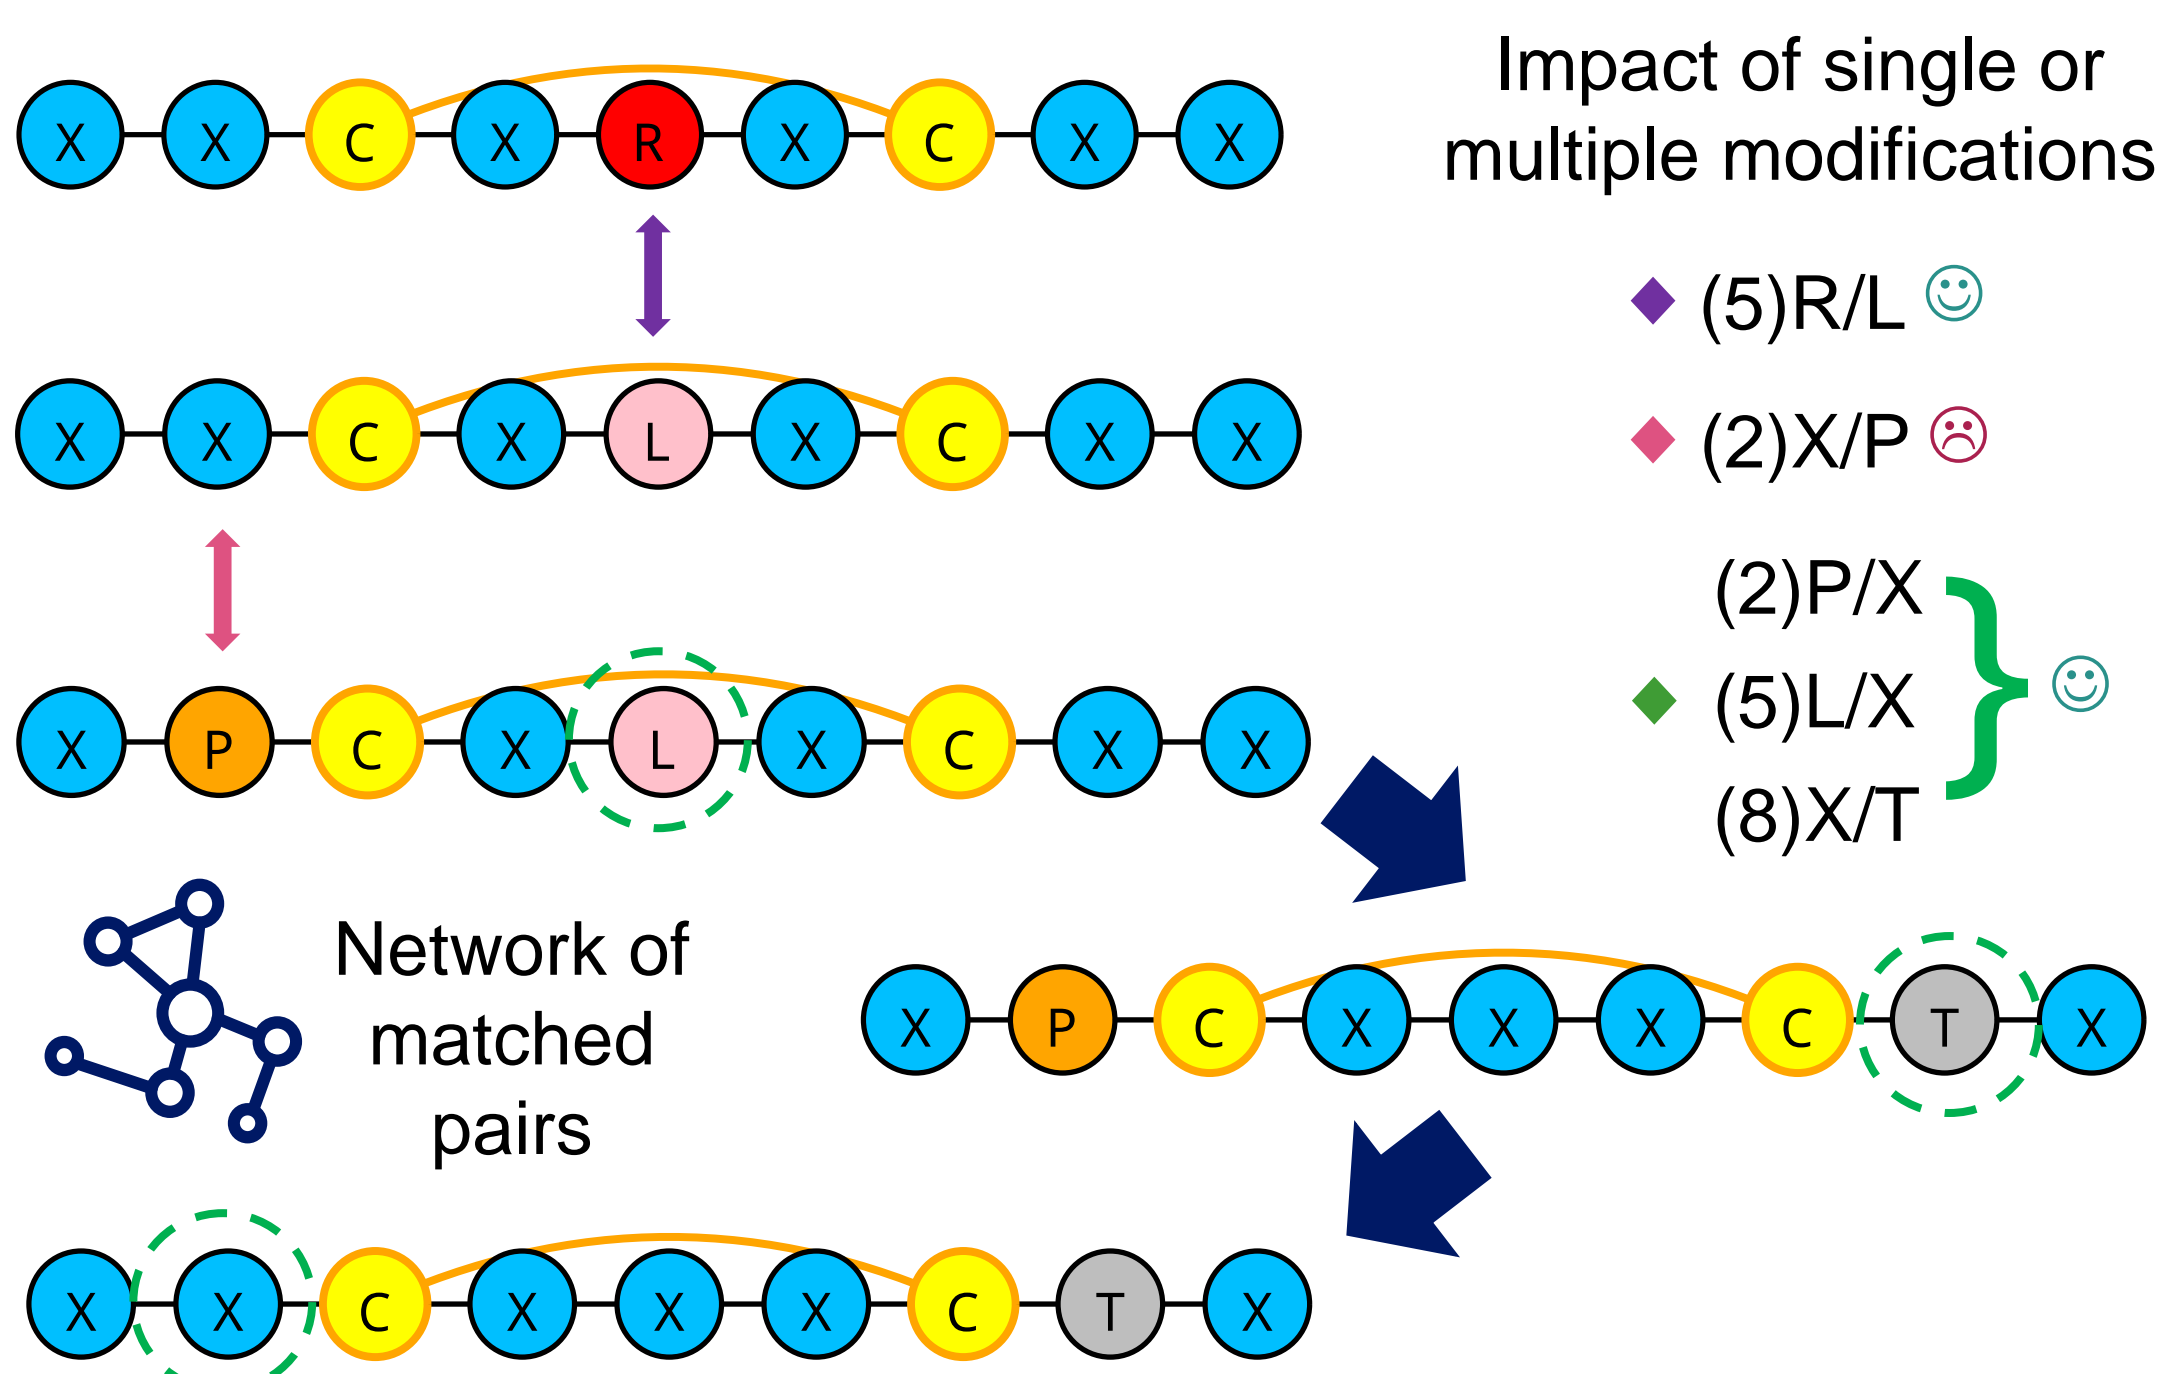 X X C X R X C X X
Impact of single or
multiple modifications
(5)R/L
X X C X L X C X X
(2)X/P
(2)P/X
X P C X L X C X X
(5)L/X
(8)X/T
Network of
matched
pairs
X P C X X X C T X
X X C X X X C T X